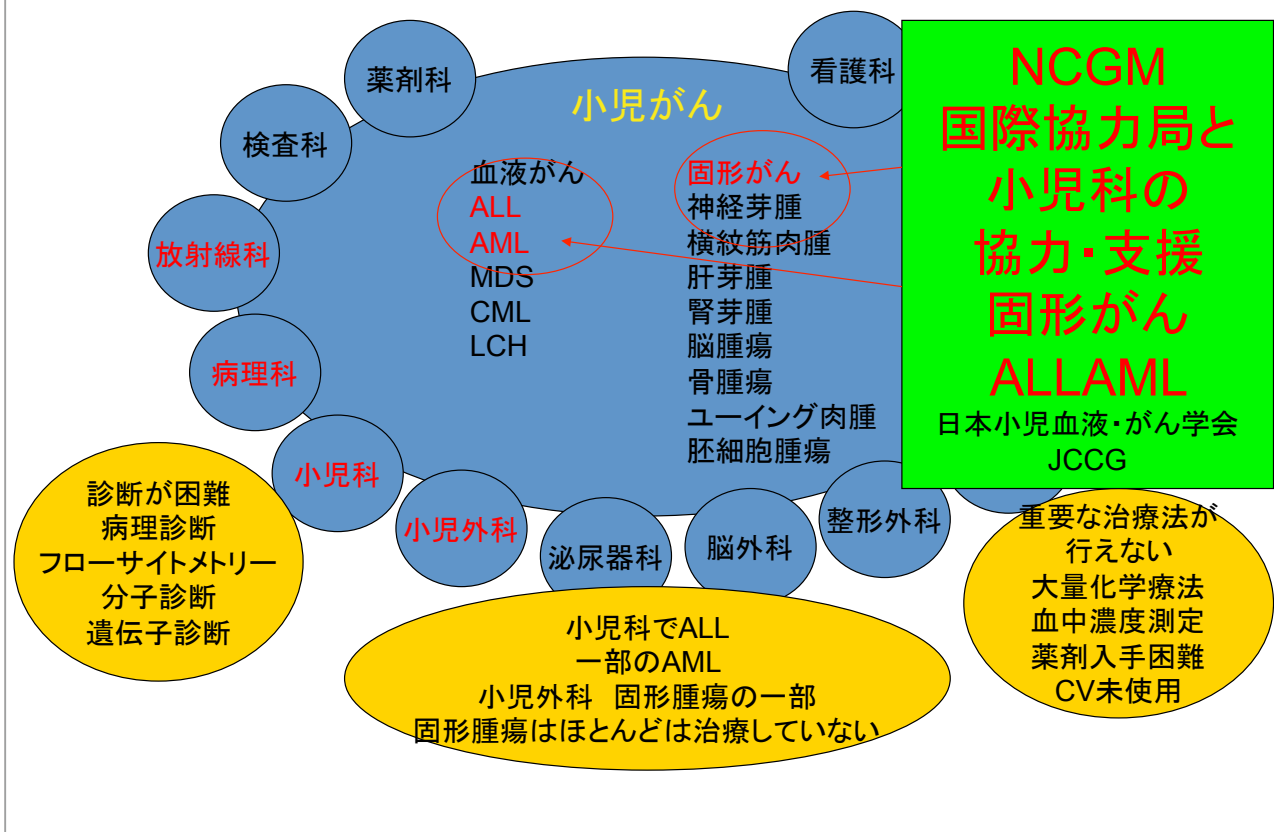 薬剤科
看護科
検査科
放射線科
病理科
小児科
小児外科
泌尿器科
脳外科
整形外科
小児がん
血液がん
ALL
AML
MDS
CML
LCH
固形がん
神経芽腫
横紋筋肉腫
肝芽腫
腎芽腫
脳腫瘍
骨腫瘍
ユーイング肉腫
胚細胞腫瘍
NCGM
国際協力局と
小児科の
協力・支援
固形がん
ALLAML
日本小児血液・がん学会
JCCG
診断が困難
病理診断
フローサイトメトリー
分子診断
遺伝子診断
小児科でALL
一部のAML
小児外科　固形腫瘍の一部
固形腫瘍はほとんどは治療していない
重要な治療法が
行えない
大量化学療法
血中濃度測定
薬剤入手困難
CV未使用